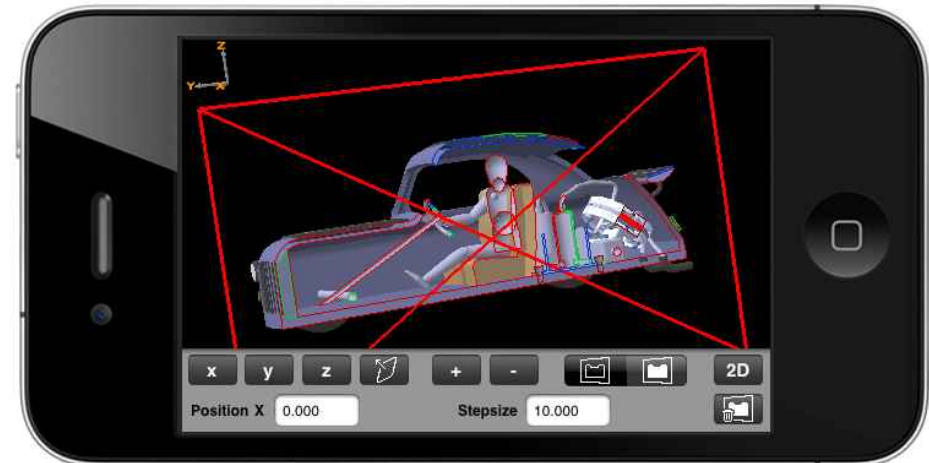 Z
Y X
x y z + - 2D
Position X 0.000 Stepsize 10.000